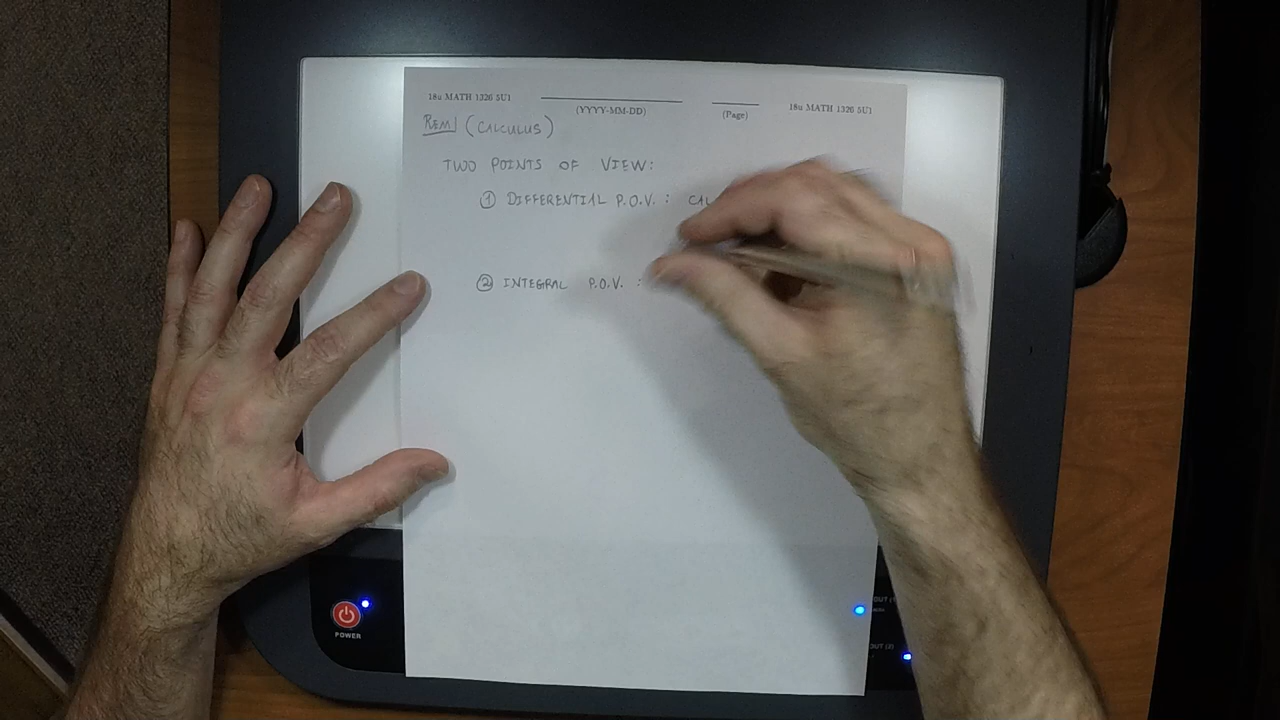 18u MATH 1326 5U1
(YYYY-MM-DD)
(Page)
18u MATH 1326 5U1
REM (CALCULUS)
TWO POINTS OF VIEW:
① DIFFERENTIAL P.O.V. : CAL
② INTEGRAL P.O.V. :
POWER